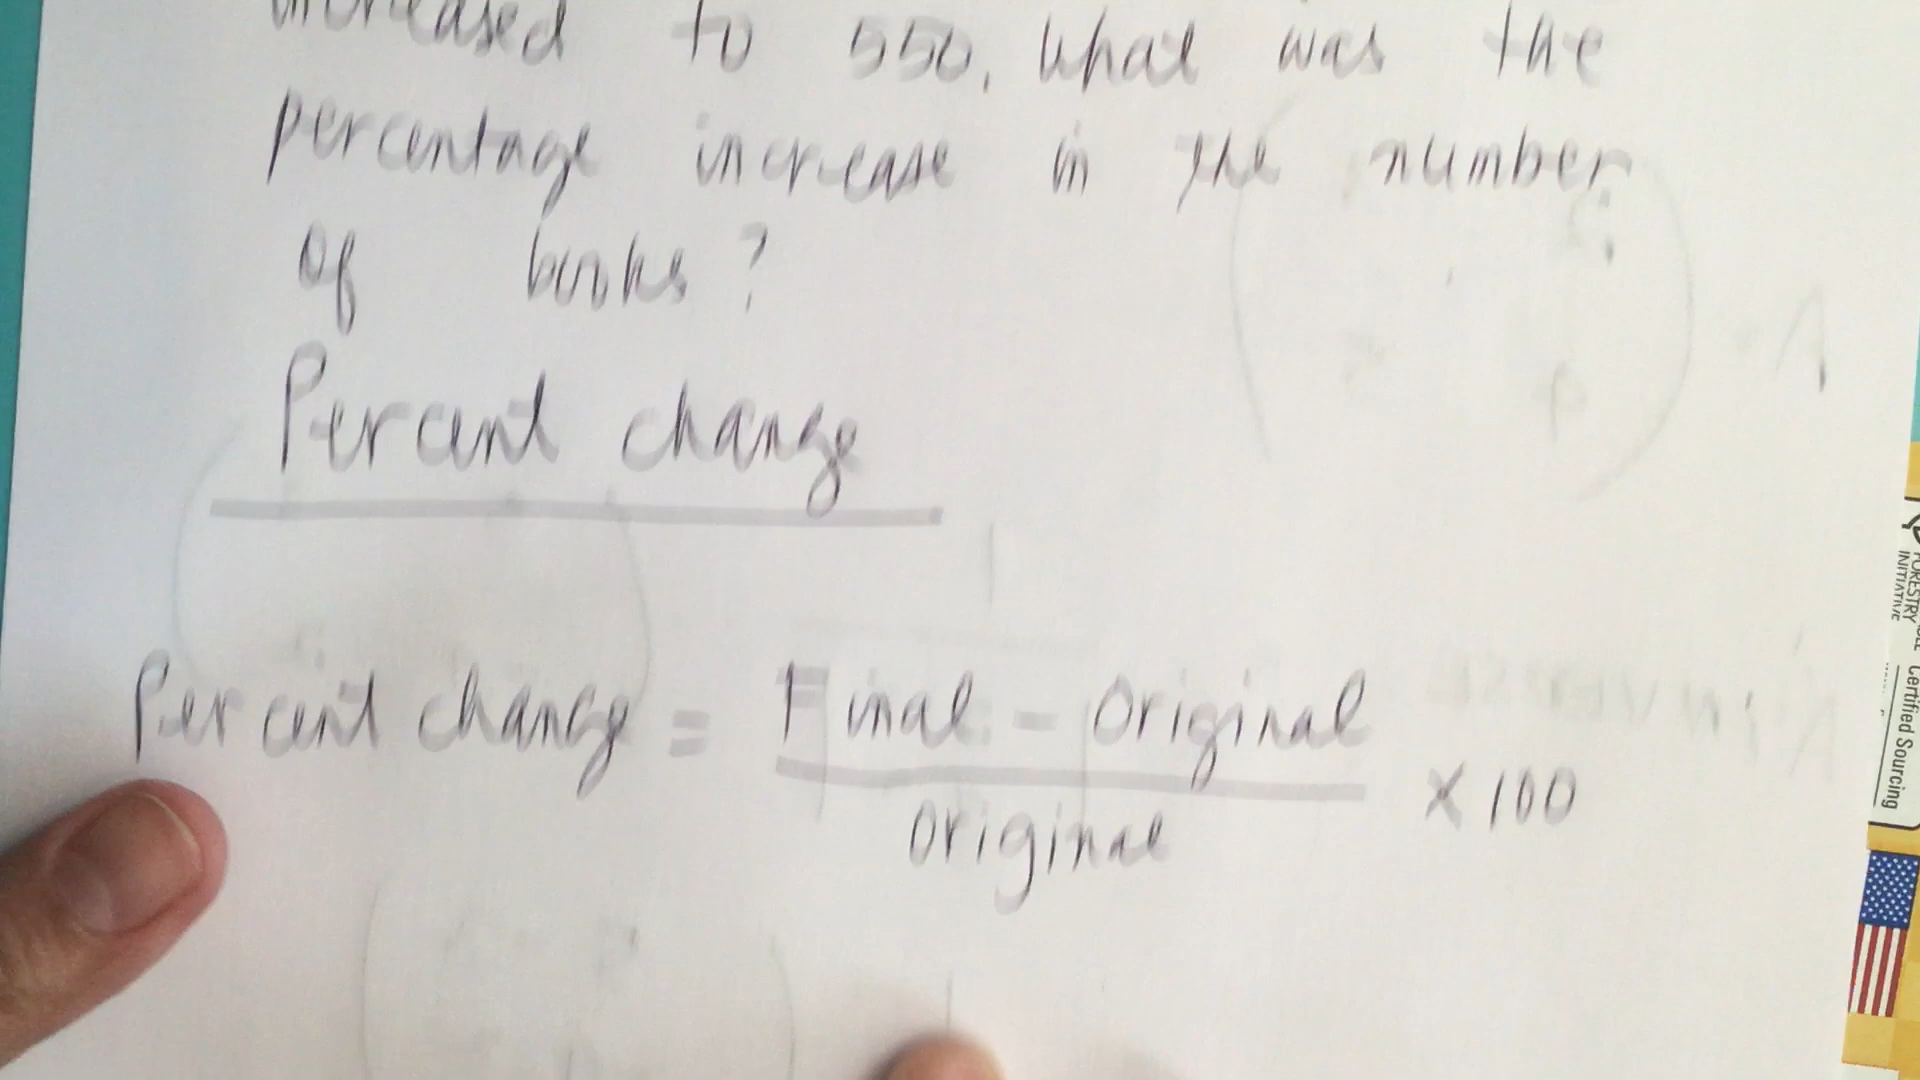 increased to 550, what was the
percentage increase in the number
of books?
Percent change
Percent change = Final - Original
Original
x 100
FORESTRY
INITIATIVE
Certified Sourcing